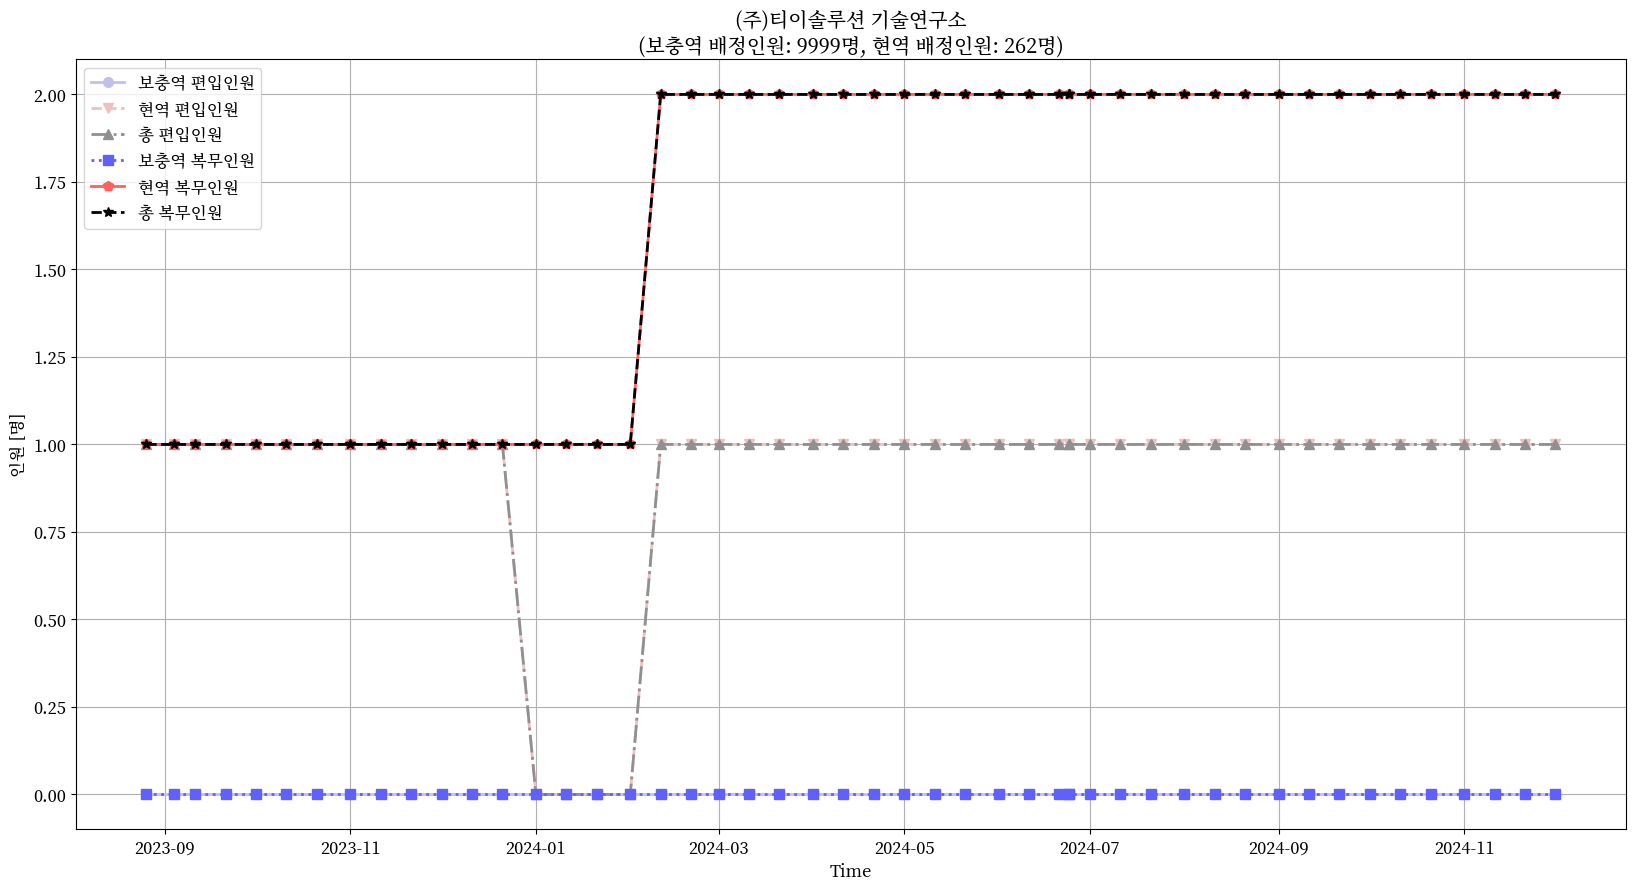 (주)티이솔루션 기술연구소
(보충역 배정인원: 9999명, 현역 배정인원: 262명)
보충역 편입인원
현역 편입인원
총 편입인원
보충역 복무인원
현역 복무인원
총 복무인원
2.00
1.75
1.50
1.25
1.00
0.75
0.50
0.25
0.00
인원 [명]
2023-09 2023-11 2024-01 2024-03 2024-05 2024-07 2024-09 2024-11
Time